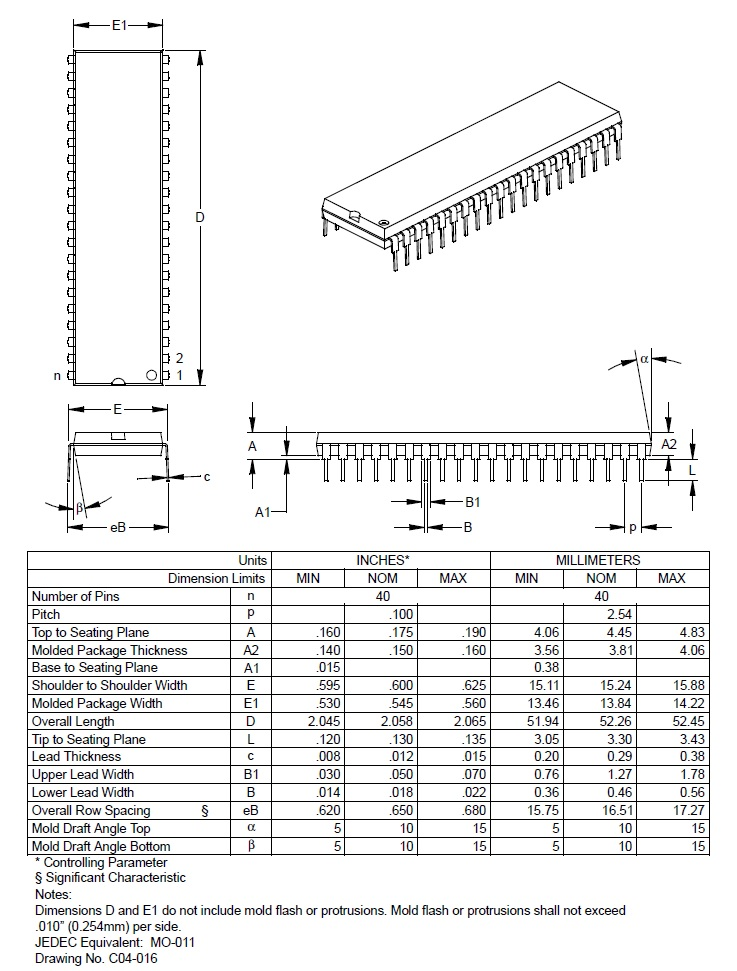 E1
D
2
n
1
α
E
A
A2
c
L
β
A1
B1
eB
B
p
Units INCHES* MILLIMETERS
Dimension Limits MIN NOM MAX MIN NOM MAX
Number of Pins n 40 40
Pitch p .100 2.54
Top to Seating Plane A .160 .175 .190 4.06 4.45 4.83
Molded Package Thickness A2 .140 .150 .160 3.56 3.81 4.06
Base to Seating Plane A1 .015 0.38
Shoulder to Shoulder Width E .595 .600 .625 15.11 15.24 15.88
Molded Package Width E1 .530 .545 .560 13.46 13.84 14.22
Overall Length D 2.045 2.058 2.065 51.94 52.26 52.45
Tip to Seating Plane L .120 .130 .135 3.05 3.30 3.43
Lead Thickness c .008 .012 .015 0.20 0.29 0.38
Upper Lead Width B1 .030 .050 .070 0.76 1.27 1.78
Lower Lead Width B .014 .018 .022 0.36 0.46 0.56
Overall Row Spacing § eB .620 .650 .680 15.75 16.51 17.27
Mold Draft Angle Top α 5 10 15 5 10 15
Mold Draft Angle Bottom β 5 10 15 5 10 15
* Controlling Parameter
§ Significant Characteristic
Notes:
Dimensions D and E1 do not include mold flash or protrusions. Mold flash or protrusions shall not exceed
.010” (0.254mm) per side.
JEDEC Equivalent: MO-011
Drawing No. C04-016